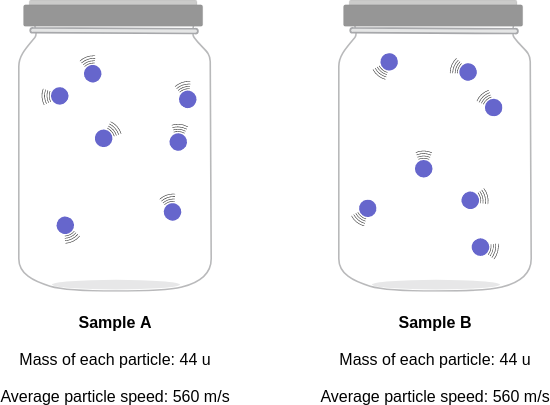 Sample A
Mass of each particle: 44 u
Average particle speed: 560 m/s
Sample B
Mass of each particle: 44 u
Average particle speed: 560 m/s